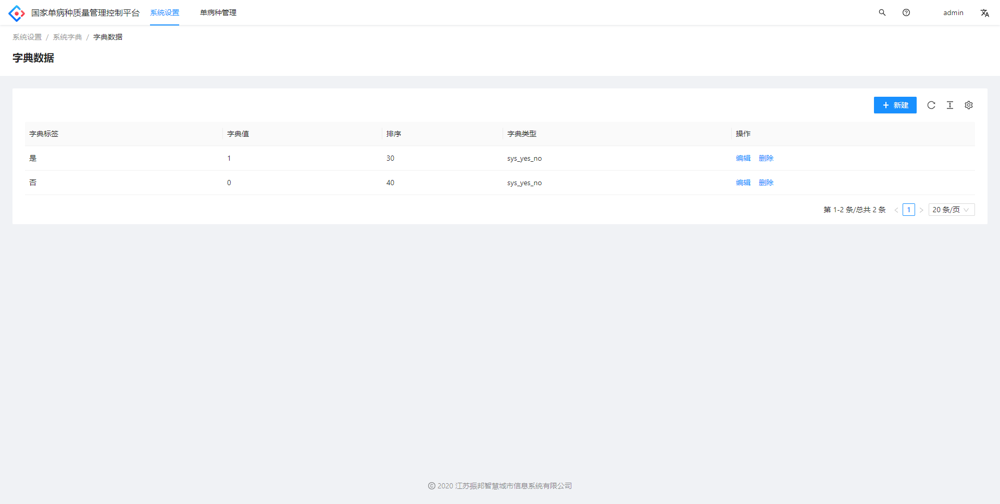 国家单病种质量管理控制平台 系统设置 单病种管理 admin
系统设置 / 系统字典 / 字典数据
字典数据
新建
字典标签 字典值 排序 字典类型 操作
是 1 30 sys_yes_no 编辑 删除
否 0 40 sys_yes_no 编辑 删除
第 1-2 条/总共 2 条 < 1 > 20 条/页
© 2020 江苏振邦智慧城市信息系统有限公司